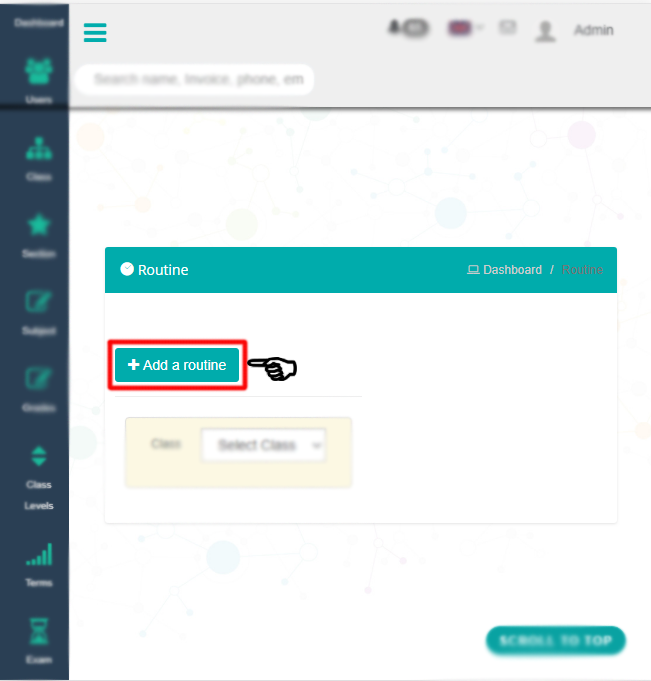 Dashboard
Admin
Search name, Invoice, phone, em
Users
Class
Section
Subject
Grades
Class
Levels
Terms
Exam
Routine
Dashboard / Routine
+ Add a routine
Class
Select Class
SCROLL TO TOP